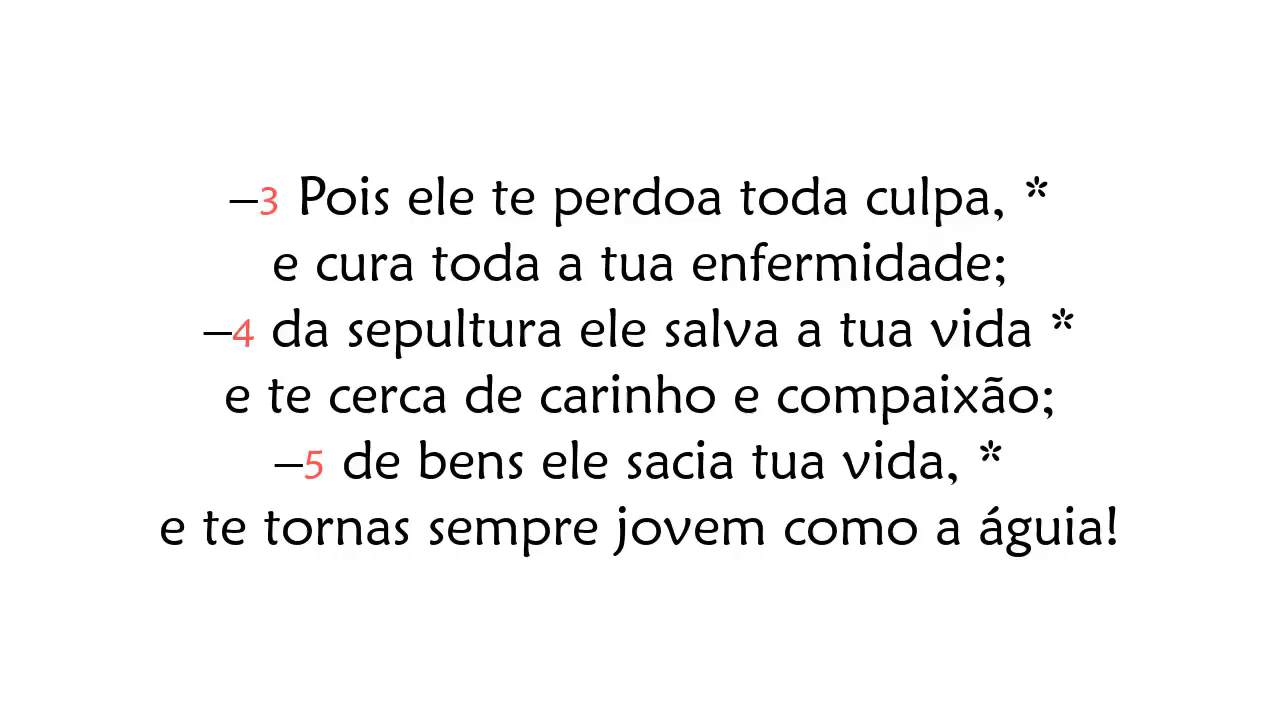 –3 Pois ele te perdoa toda culpa, *
e cura toda a tua enfermidade;
–4 da sepultura ele salva a tua vida *
e te cerca de carinho e compaixão;
–5 de bens ele sacia tua vida, *
e te tornas sempre jovem como a águia!